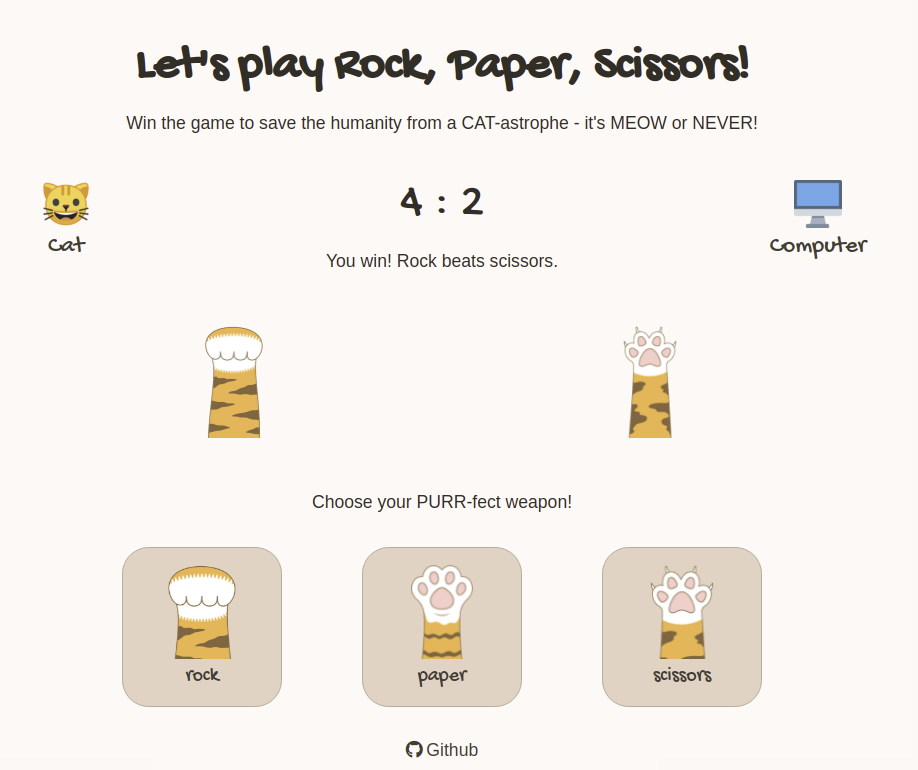 Let's play Rock, Paper, Scissors!
Win the game to save the humanity from a CAT-astrophe - it's MEOW or NEVER!
4 : 2
Cat
Computer
You win! Rock beats scissors.
Choose your PURR-fect weapon!
rock
paper
scissors
Github